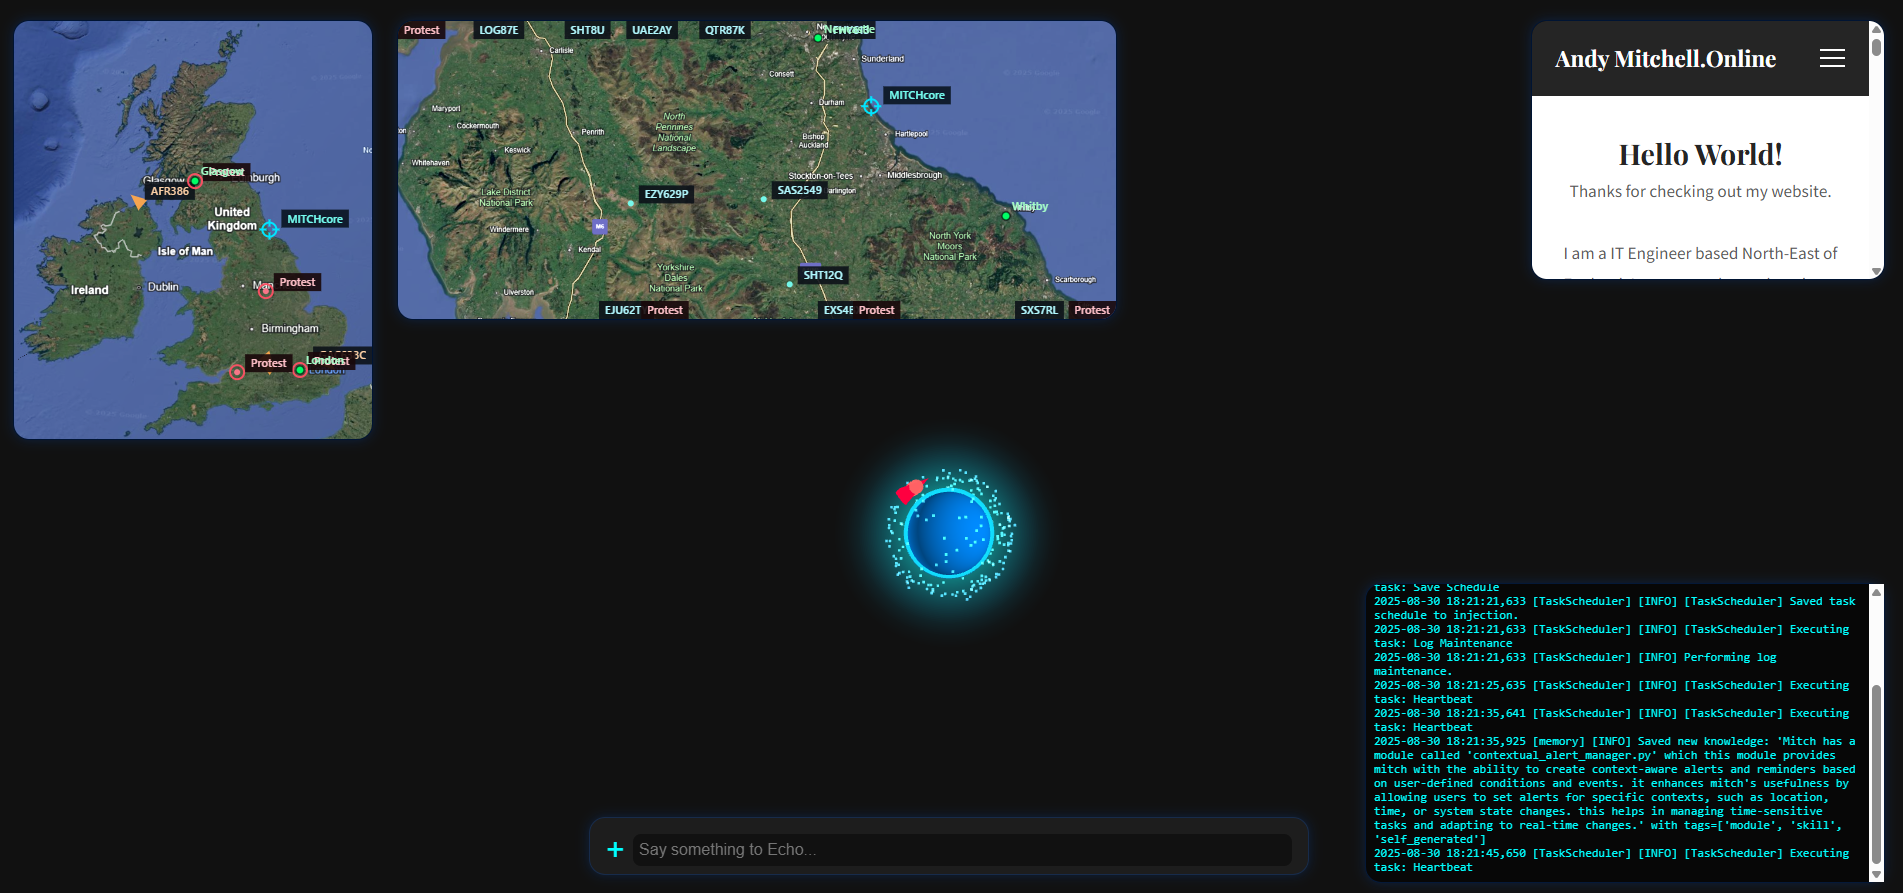 Glasgow
AFR386
United
Kingdom
MITCHcore
Isle of Man
Ireland
Dublin
Protest
Birmingham
Protest
London
Protest
Protest
LOG87E
SHT8U
UAE2AY
QTR87K
Newcastle
Carlisle
Sunderland
Consett
MITCHcore
Maryport
Durham
Cockermouth
North
Pennines
National
Landscape
Penrith
Hartlepool
Bishop
Auckland
Keswick
Whitehaven
Stockton-on-Tees
Middlesbrough
Lake District
National Park
EZY629P
SAS2549
Whitby
Windermere
M6
North York
Moors
National Park
Kendal
Yorkshire
Dales
National Park
SHT12Q
Scarborough
Ulverston
EJU62T
Protest
EXS4E
Protest
SXS7RL
Protest
Andy Mitchell.Online
Hello World!
Thanks for checking out my website.
I am a IT Engineer based North-East of
Say something to Echo...
task: Save Schedule
2025-08-30 18:21:21,633 [TaskScheduler] [INFO] [TaskScheduler] Saved task
schedule to injection.
2025-08-30 18:21:21,633 [TaskScheduler] [INFO] [TaskScheduler] Executing
task: Log Maintenance
2025-08-30 18:21:21,633 [TaskScheduler] [INFO] Performing log
maintenance.
2025-08-30 18:21:25,635 [TaskScheduler] [INFO] [TaskScheduler] Executing
task: Heartbeat
2025-08-30 18:21:35,641 [TaskScheduler] [INFO] [TaskScheduler] Executing
task: Heartbeat
2025-08-30 18:21:35,925 [memory] [INFO] Saved new knowledge: 'Mitch has a
module called 'contextual_alert_manager.py' which this module provides
mitch with the ability to create context-aware alerts and reminders based
on user-defined conditions and events. it enhances mitch's usefulness by
allowing users to set alerts for specific contexts, such as location,
time, or system state changes. this helps in managing time-sensitive
tasks and adapting to real-time changes.' with tags=['module', 'skill',
'self_generated']
2025-08-30 18:21:45,650 [TaskScheduler] [INFO] [TaskScheduler] Executing
task: Heartbeat